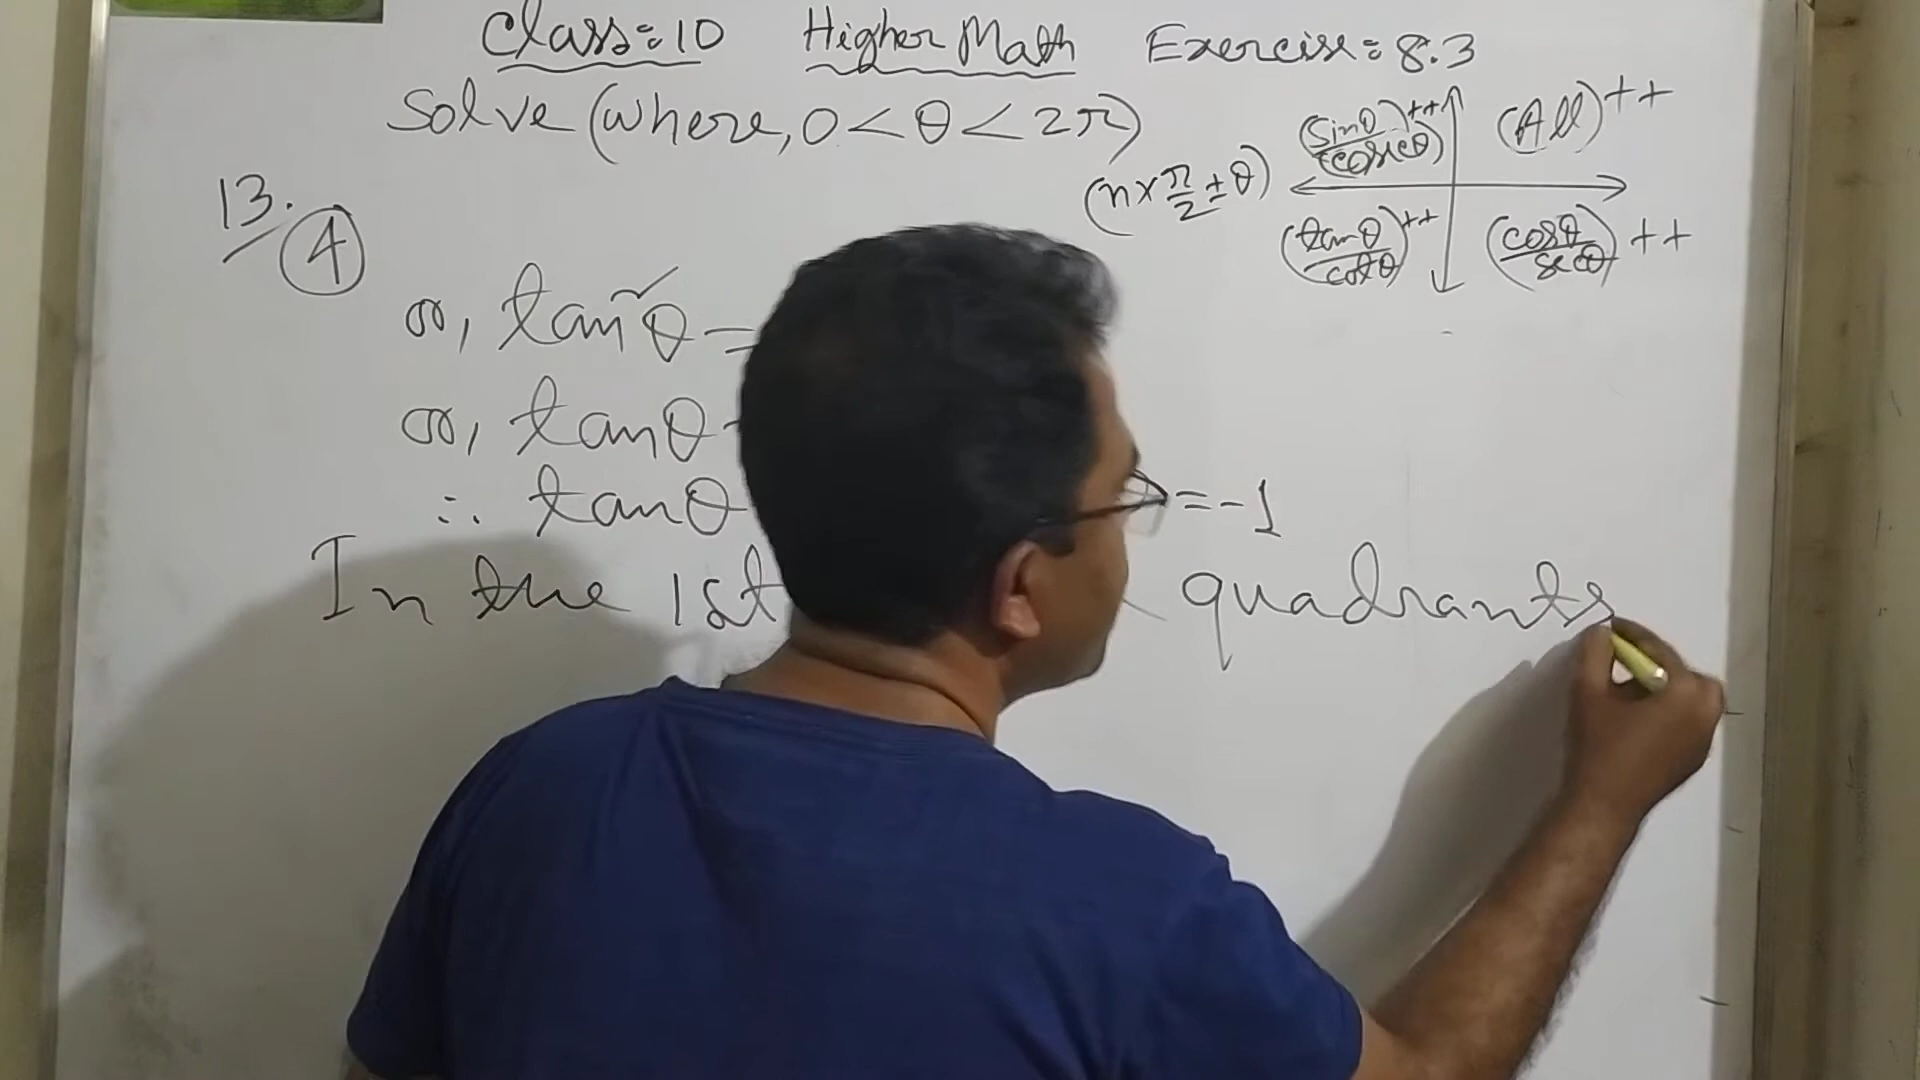 Class=10 Higher Math Exercise=8.3
Solve (where, 0<θ<2π)
(sinθ/cosecθ)++ (All)++
(n×π/2±θ)
(tanθ/cotθ)++ (cosθ/secθ)++
13.
4
or, tan²θ=
or, tanθ
∴ tanθ =-1
In the 1st quadrants